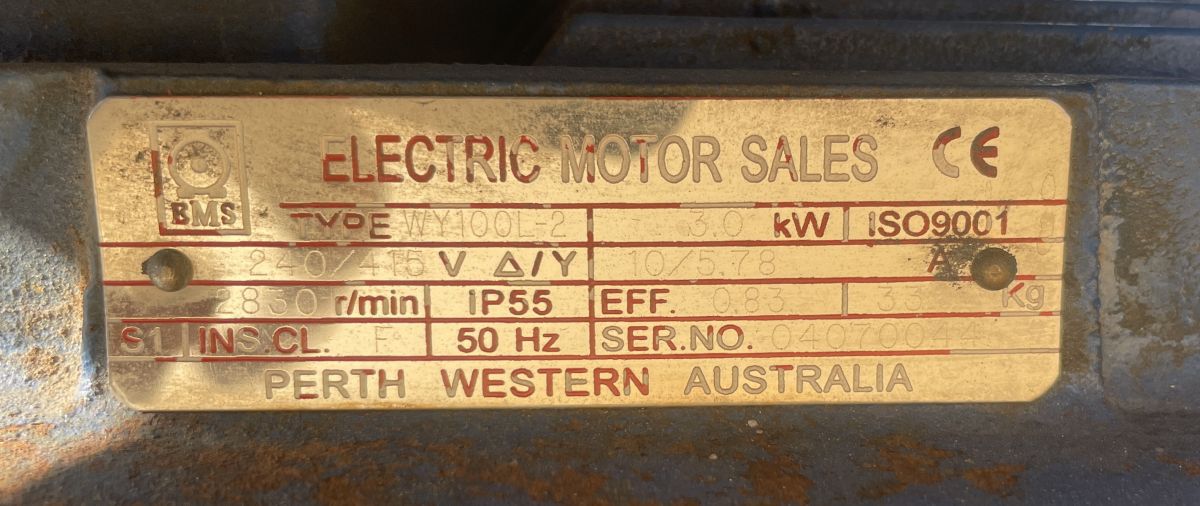 ELECTRIC MOTOR SALES CE
BMS
TYPE WY100L-2 3.0 kW ISO9001
240/415 V Δ/Y 10/5.78 A
2830 r/min IP55 EFF. 0.83 Kg
S1 INS.CL. F 50 Hz SER.NO.
PERTH WESTERN AUSTRALIA